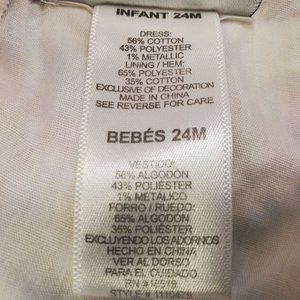 INFANT 24M
DRESS:
56% COTTON
43% POLYESTER
1% METALLIC
LINING / HEM:
65% POLYESTER
35% COTTON
EXCLUSIVE OF DECORATION
MADE IN CHINA
SEE REVERSE FOR CARE
BEBÉS 24M
VESTIDO:
56% ALGODÓN
43% POLIÉSTER
1% METÁLICO
FORRO / RUEDO:
65% ALGODÓN
35% POLIÉSTER
EXCLUYENDO LOS ADORNOS
HECHO EN CHINA
VER AL DORSO
PARA EL CUIDADO
RN #
STYLE #